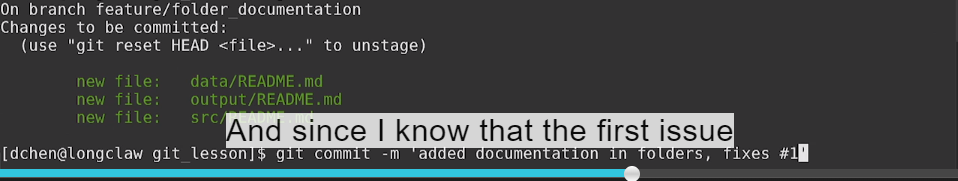 On branch feature/folder_documentation
Changes to be committed:
(use "git reset HEAD <file>..." to unstage)
new file: data/README.md
new file: output/README.md
new file: src/README.md
And since I know that the first issue
[dchen@longclaw git_lesson]$ git commit -m 'added documentation in folders, fixes #1'